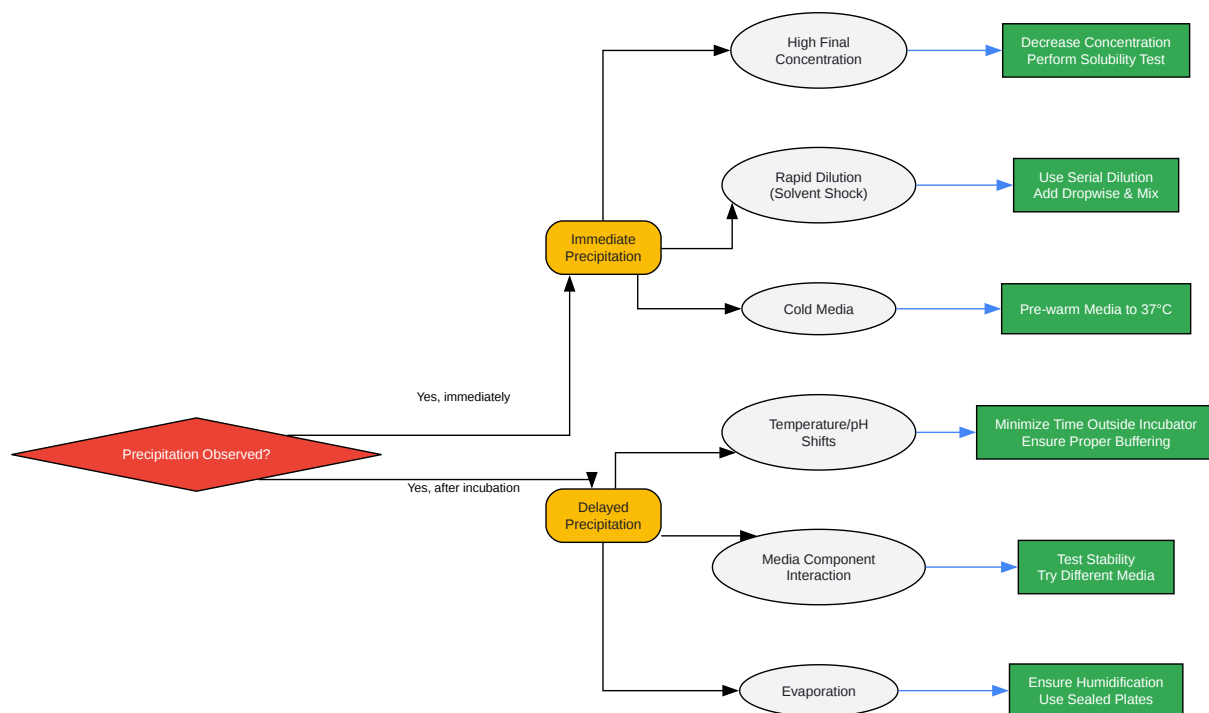 High Final
Concentration
Decrease Concentration
Perform Solubility Test
Rapid Dilution
(Solvent Shock)
Use Serial Dilution
Add Dropwise & Mix
Immediate
Precipitation
Cold Media
Pre-warm Media to 37°C
Yes, immediately
Precipitation Observed?
Temperature/pH
Shifts
Minimize Time Outside Incubator
Ensure Proper Buffering
Yes, after incubation
Delayed
Precipitation
Media Component
Interaction
Test Stability
Try Different Media
Evaporation
Ensure Humidification
Use Sealed Plates